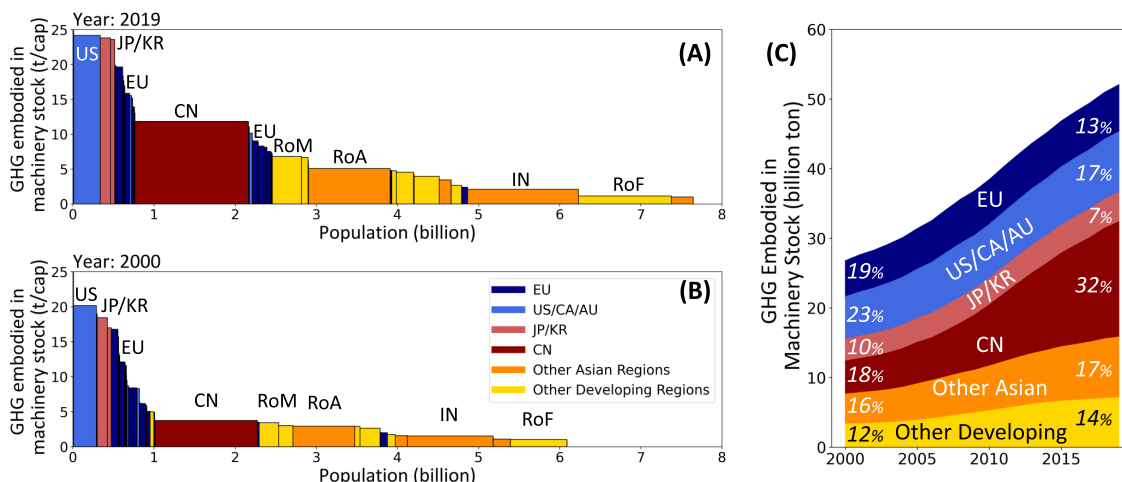 Year: 2019
(A)
GHG embodied in
machinery stock (t/cap)
25
20
15
10
5
0
US
JP/KR
EU
CN
EU
RoM
RoA
IN
RoF
0 1 2 3 4 5 6 7 8
Population (billion)
Year: 2000
(B)
GHG embodied in
machinery stock (t/cap)
25
20
15
10
5
0
US
JP/KR
EU
CN
RoM
RoA
IN
RoF
EU
US/CA/AU
JP/KR
CN
Other Asian Regions
Other Developing Regions
0 1 2 3 4 5 6 7 8
Population (billion)
(C)
GHG Embodied in
Machinery Stock (billion ton)
60
50
40
30
20
10
0
13%
17%
7%
32%
17%
14%
EU
US/CA/AU
JP/KR
CN
Other Asian
Other Developing
19%
23%
10%
18%
16%
12%
2000 2005 2010 2015